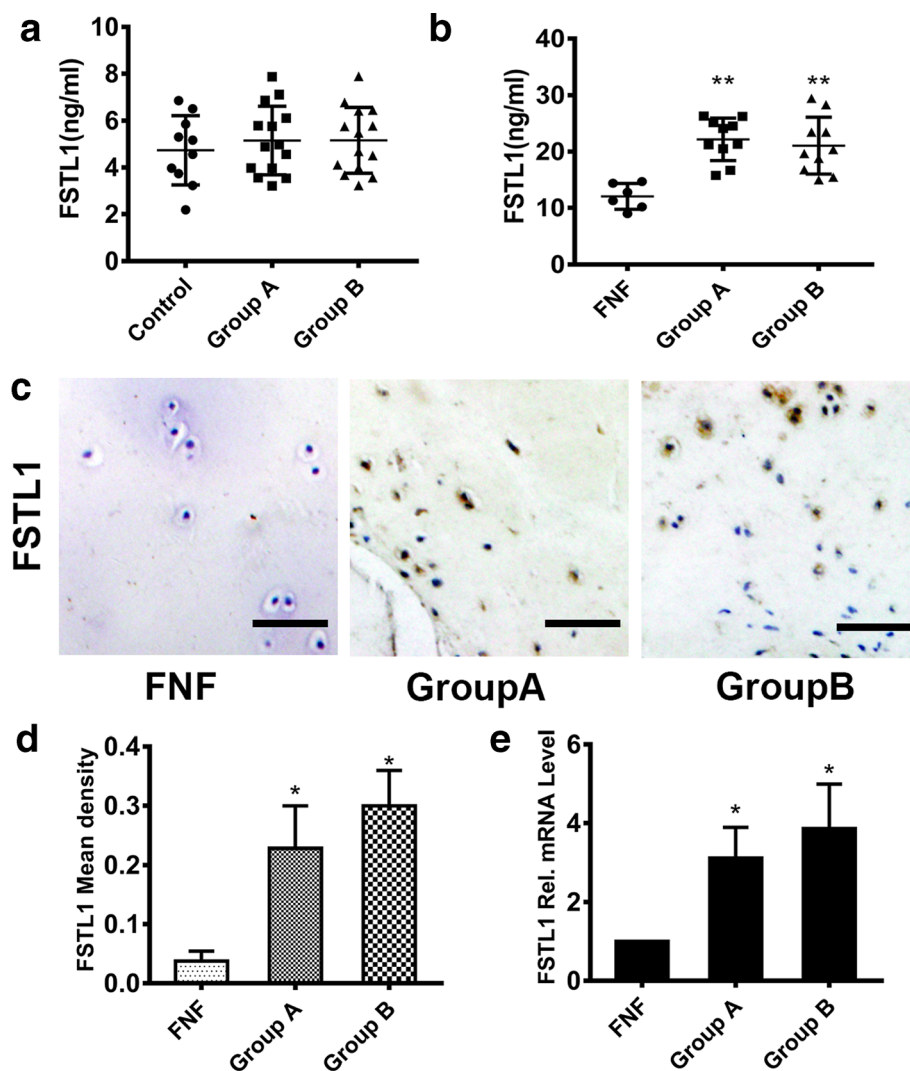 a
10
8
6
4
2
0
FSTL1(ng/ml)
Control
Group A
Group B
b
40
30
20
10
0
FSTL1(ng/ml)
** **
FNF
Group A
Group B
c
FSTL1
FNF GroupA GroupB
d
0.4
0.3
0.2
0.1
0.0
FSTL1 Mean density
* *
FNF
Group A
Group B
e
6
4
2
0
FSTL1 Rel. mRNA Level
* *
FNF
Group A
Group B